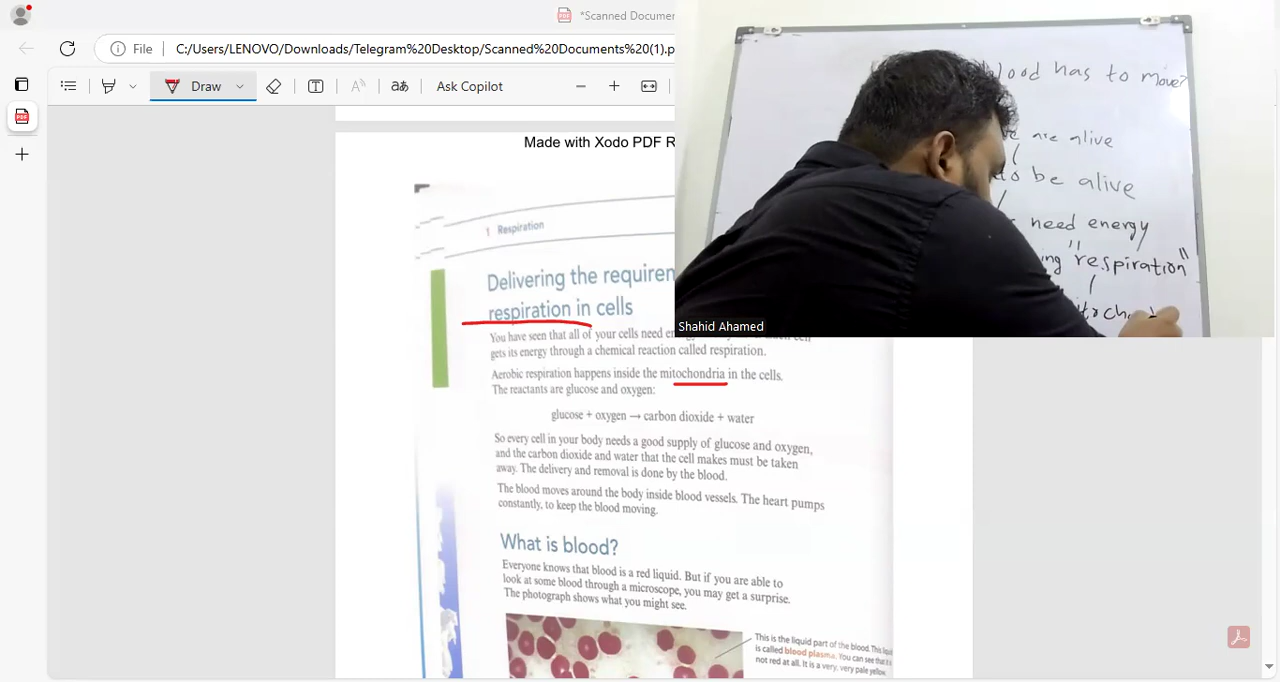 *Scanned Documen
File
C:/Users/LENOVO/Downloads/Telegram%20Desktop/Scanned%20Documents%20(1).p
Draw
Ask Copilot
Made with Xodo PDF R
1 Respiration
Delivering the requiren
respiration in cells
You have seen that all of your cells need
gets its energy through a chemical reaction called respiration.
Aerobic respiration happens inside the mitochondria in the cells.
The reactants are glucose and oxygen:
glucose + oxygen → carbon dioxide + water
So every cell in your body needs a good supply of glucose and oxygen,
and the carbon dioxide and water that the cell makes must be taken
away. The delivery and removal is done by the blood.
The blood moves around the body inside blood vessels. The heart pumps
constantly, to keep the blood moving.
What is blood?
Everyone knows that blood is a red liquid. But if you are able to
look at some blood through a microscope, you may get a surprise.
The photograph shows what you might see.
This is the liquid part of the blood. This liquid
is called blood plasma. You can see that it is
not red at all. It is a very, very pale yellow.
blood has to move?
are alive
to be alive
need energy
"respiration"
Shahid Ahamed